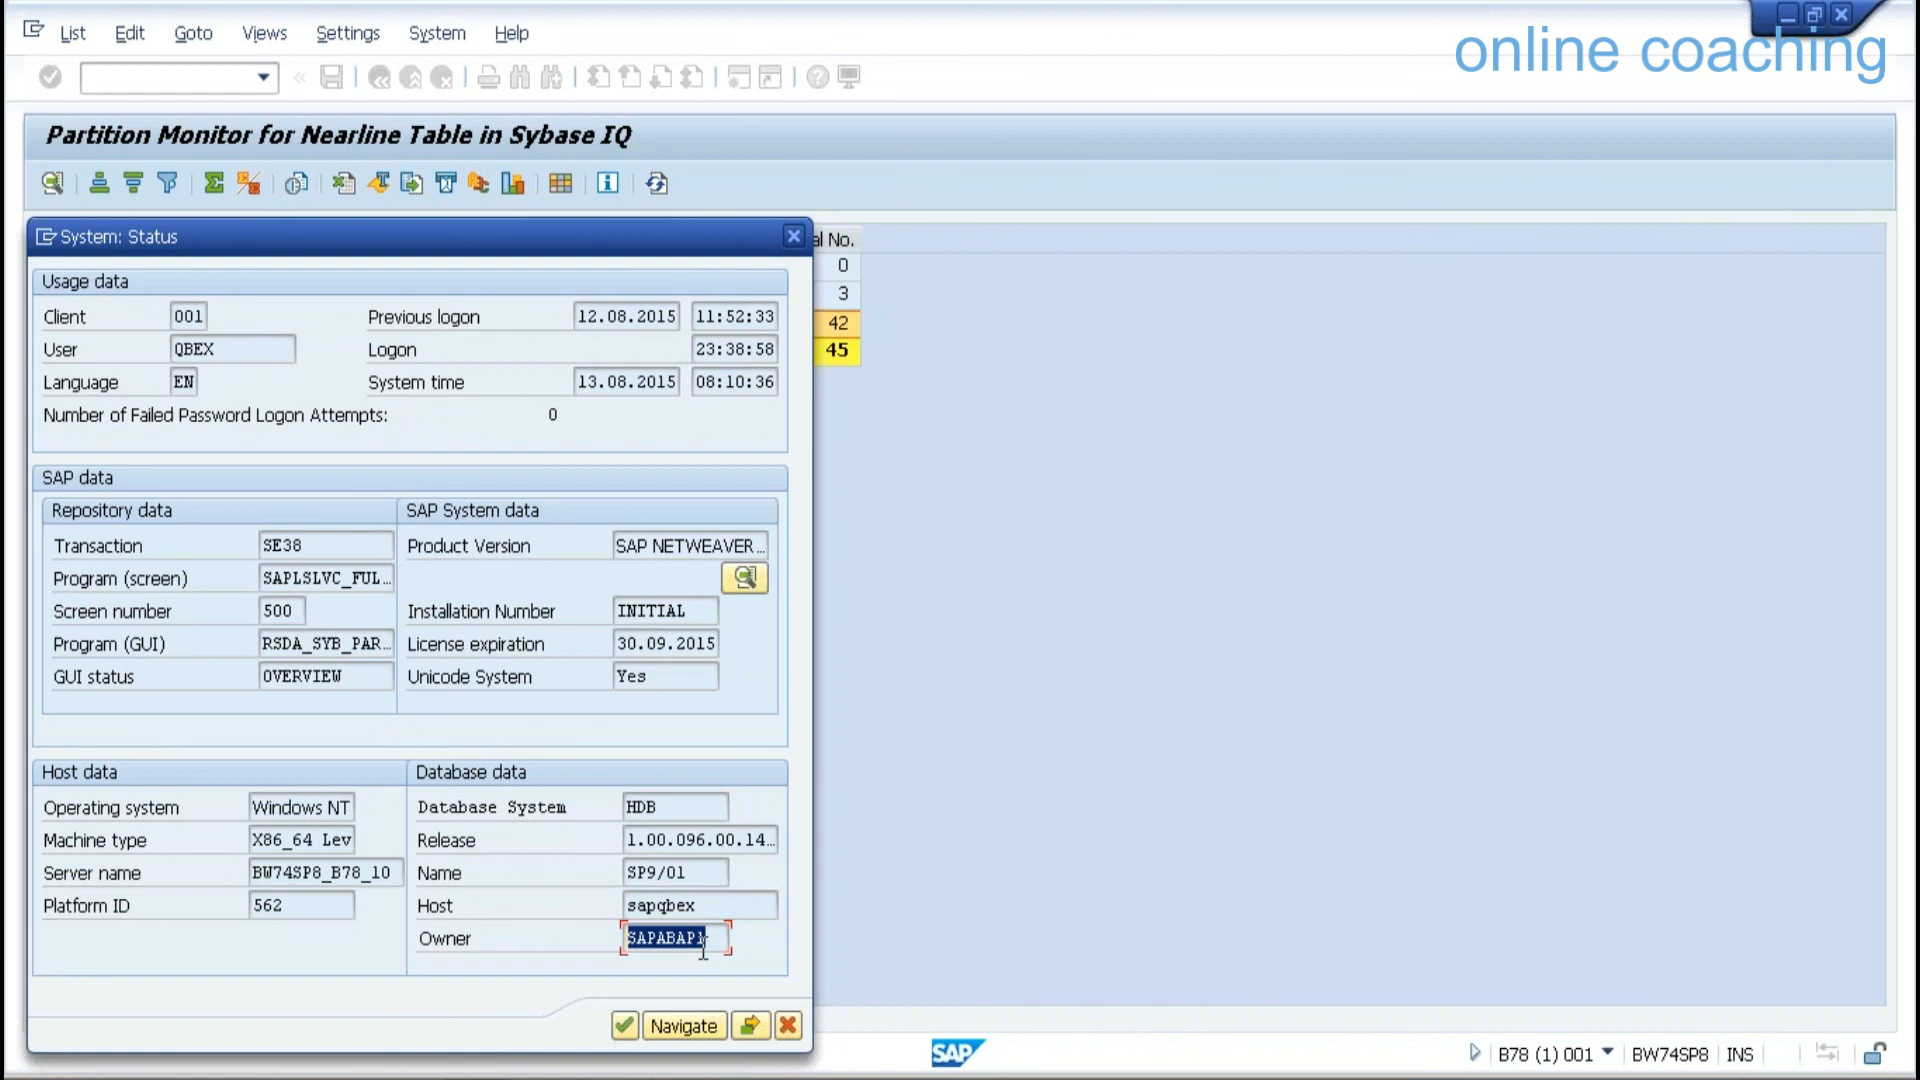 List Edit Goto Views Settings System Help
online coaching
Partition Monitor for Nearline Table in Sybase IQ
System: Status
al No.
0
3
42
45
Usage data
Client 001 Previous logon 12.08.2015 11:52:33
User QBEX Logon 23:38:58
Language EN System time 13.08.2015 08:10:36
Number of Failed Password Logon Attempts: 0
SAP data
Repository data SAP System data
Transaction SE38 Product Version SAP NETWEAVER...
Program (screen) SAPLSLVC_FUL...
Screen number 500 Installation Number INITIAL
Program (GUI) RSDA_SYB_PAR... License expiration 30.09.2015
GUI status OVERVIEW Unicode System Yes
Host data Database data
Operating system Windows NT Database System HDB
Machine type X86_64 Lev Release 1.00.096.00.14...
Server name BW74SP8_B78_10 Name SP9/01
Platform ID 562 Host sapqbex
Owner SAPABAP1
Navigate
SAP B78 (1) 001 BW74SP8 INS